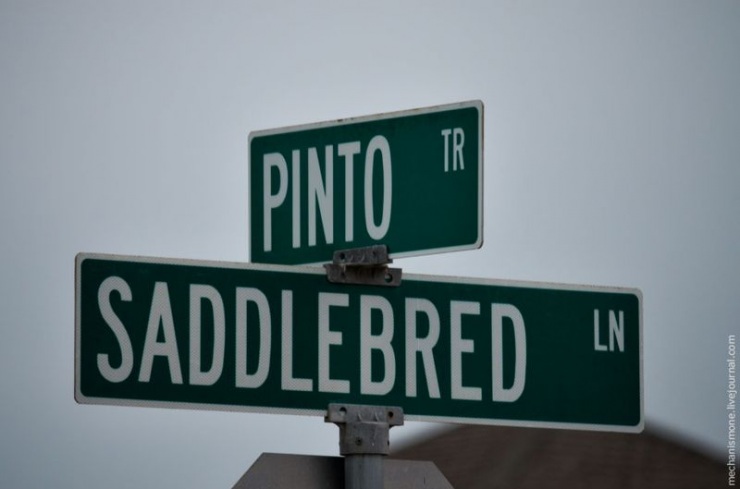 PINTO TR
SADDLEBRED LN
mechanismone.livejournal.com